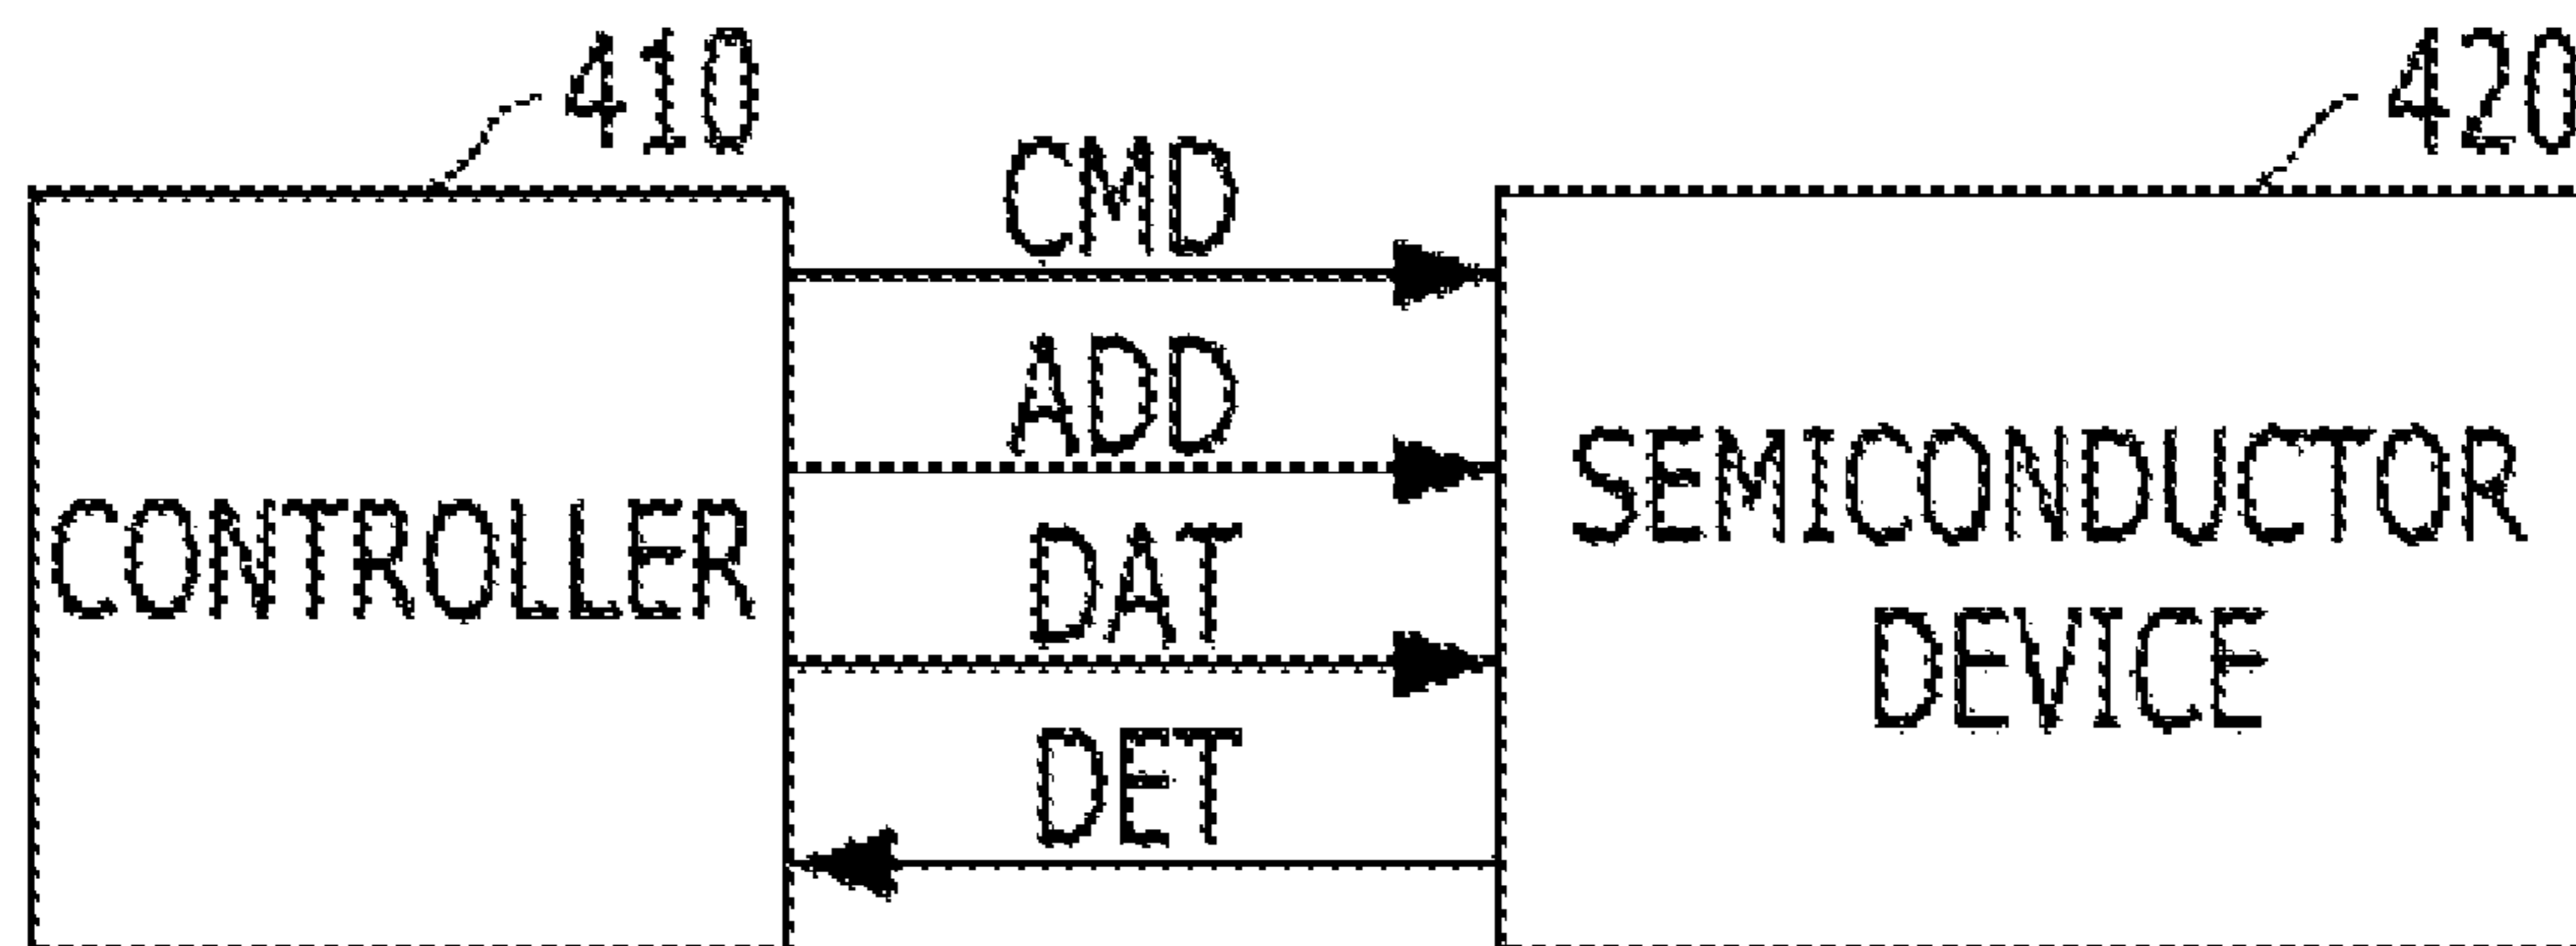 410
420
CMD
ADD
DAT
DET
CONTROLLER
SEMICONDUCTOR
DEVICE